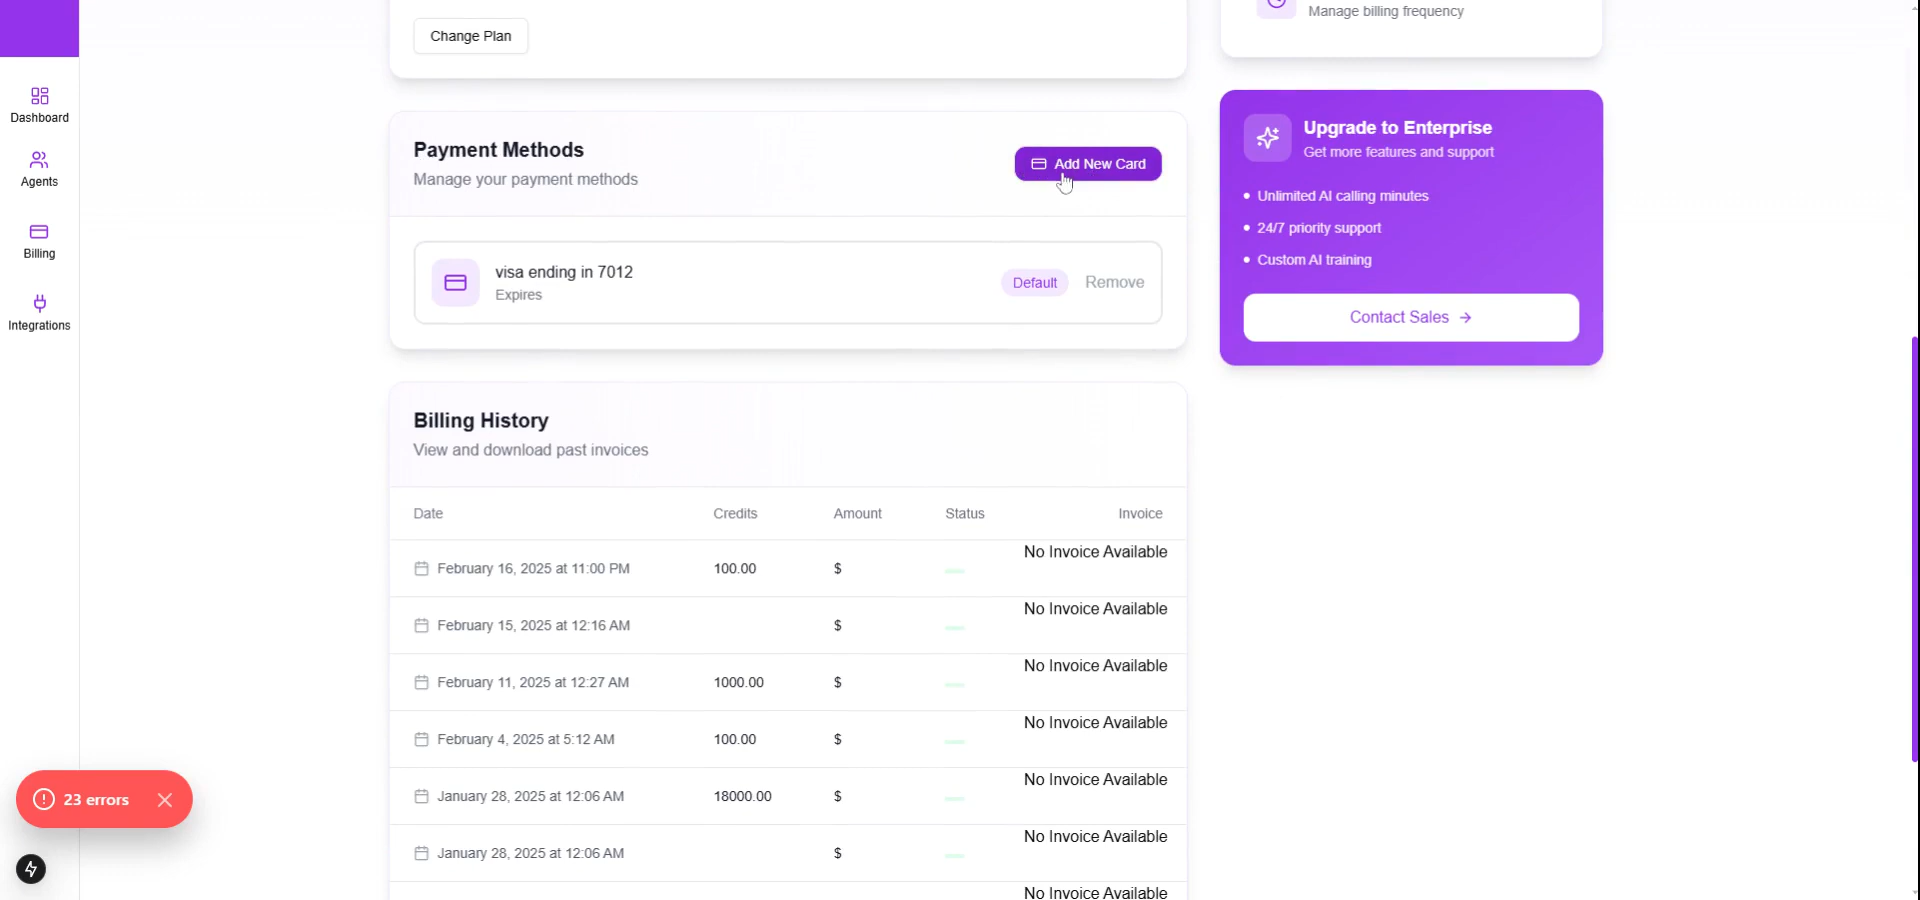 Dashboard
Agents
Billing
Integrations
23 errors
Change Plan
Payment Methods
Manage your payment methods
Add New Card
visa ending in 7012
Expires
Default
Remove
Billing History
View and download past invoices
Date Credits Amount Status Invoice
February 16, 2025 at 11:00 PM 100.00 $ No Invoice Available
February 15, 2025 at 12:16 AM $ No Invoice Available
February 11, 2025 at 12:27 AM 1000.00 $ No Invoice Available
February 4, 2025 at 5:12 AM 100.00 $ No Invoice Available
January 28, 2025 at 12:06 AM 18000.00 $ No Invoice Available
January 28, 2025 at 12:06 AM $ No Invoice Available
No Invoice Available
Manage billing frequency
Upgrade to Enterprise
Get more features and support
Unlimited AI calling minutes
24/7 priority support
Custom AI training
Contact Sales →